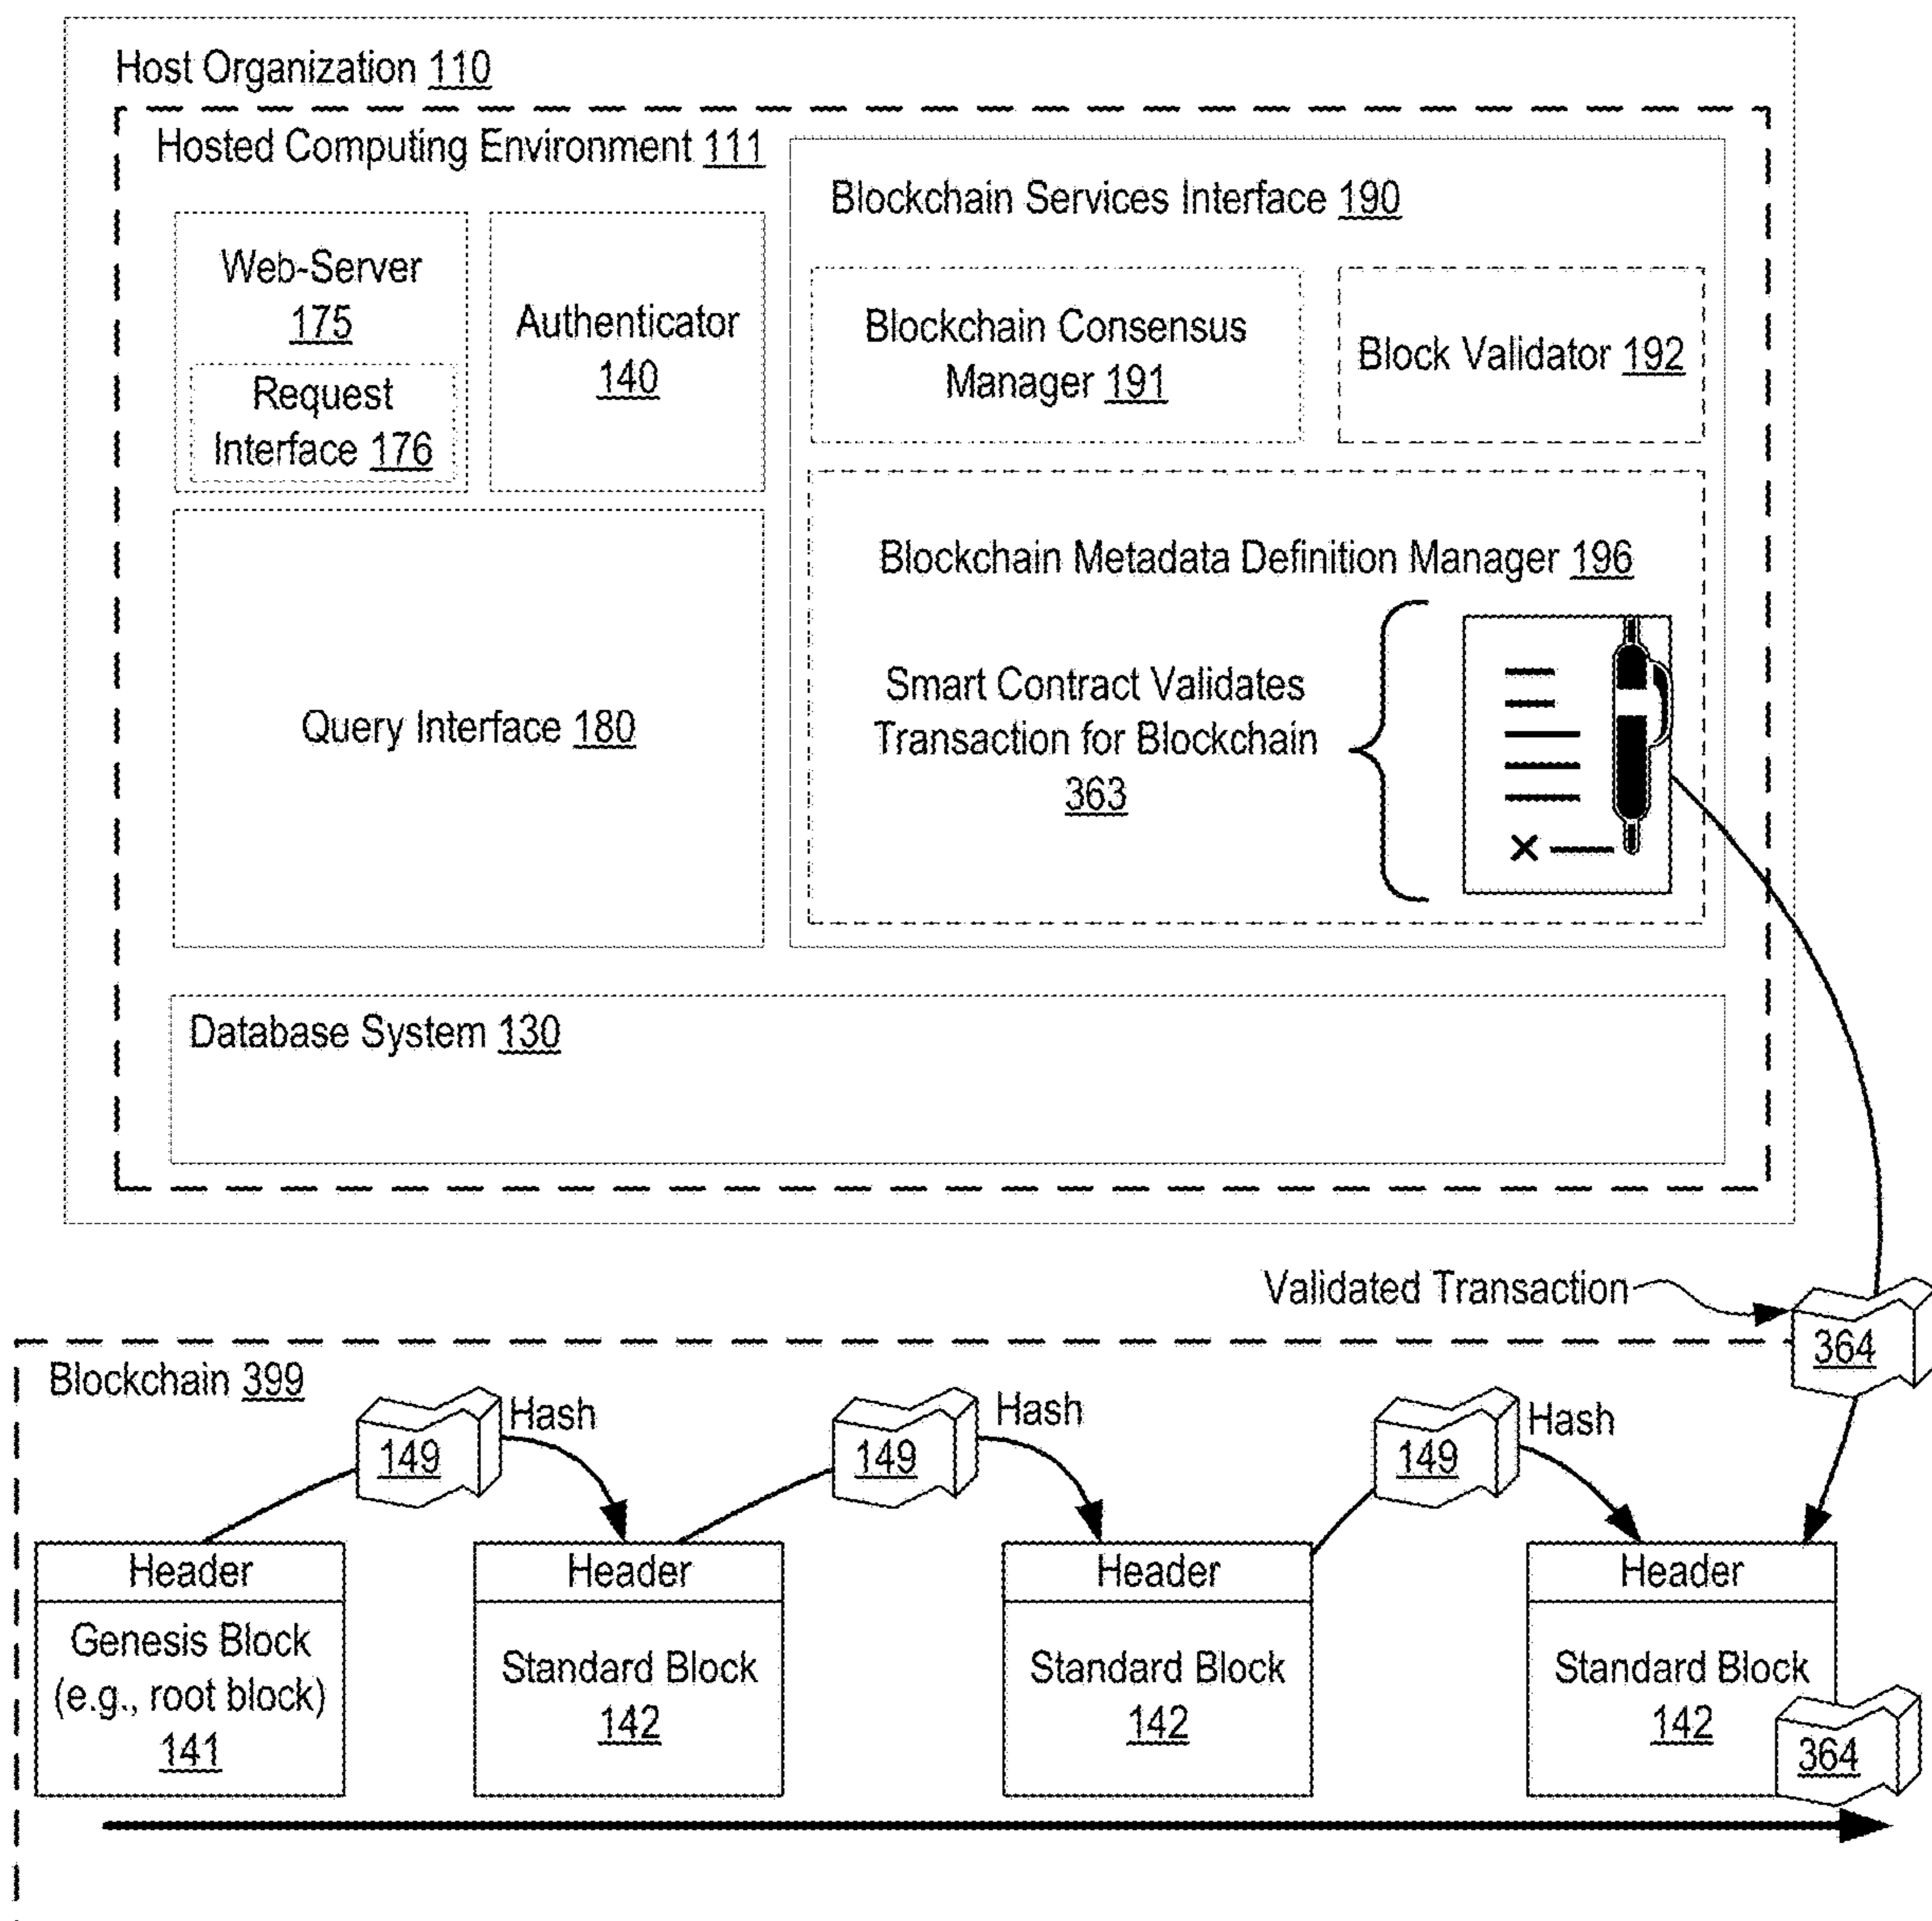 Host Organization 110
Hosted Computing Environment 111
Web-Server
175
Request
Interface 176
Authenticator
140
Query Interface 180
Blockchain Services Interface 190
Blockchain Consensus
Manager 191
Block Validator 192
Blockchain Metadata Definition Manager 196
Smart Contract Validates
Transaction for Blockchain
363
Database System 130
Validated Transaction
364
Blockchain 399
149
Hash
149
Hash
149
Hash
Header
Genesis Block
(e.g., root block)
141
Header
Standard Block
142
Header
Standard Block
142
Header
Standard Block
142
364